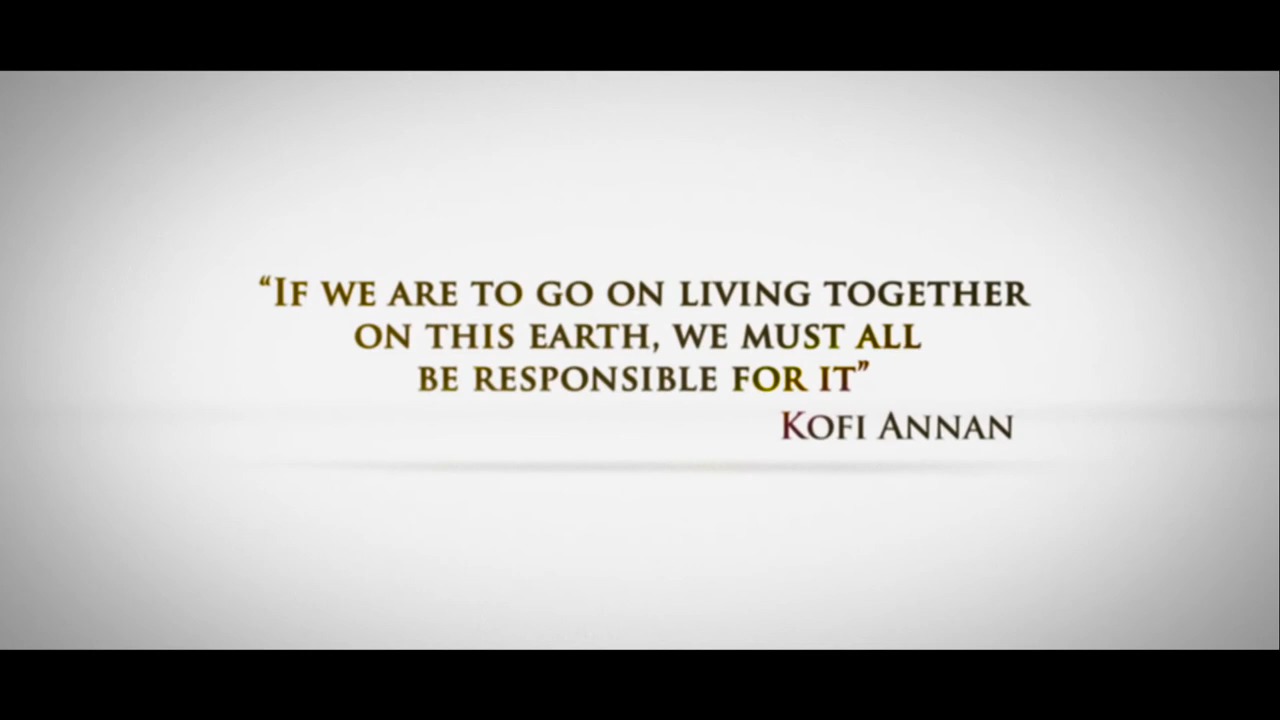 “If we are to go on living together
on this earth, we must all
be responsible for it”
Kofi Annan